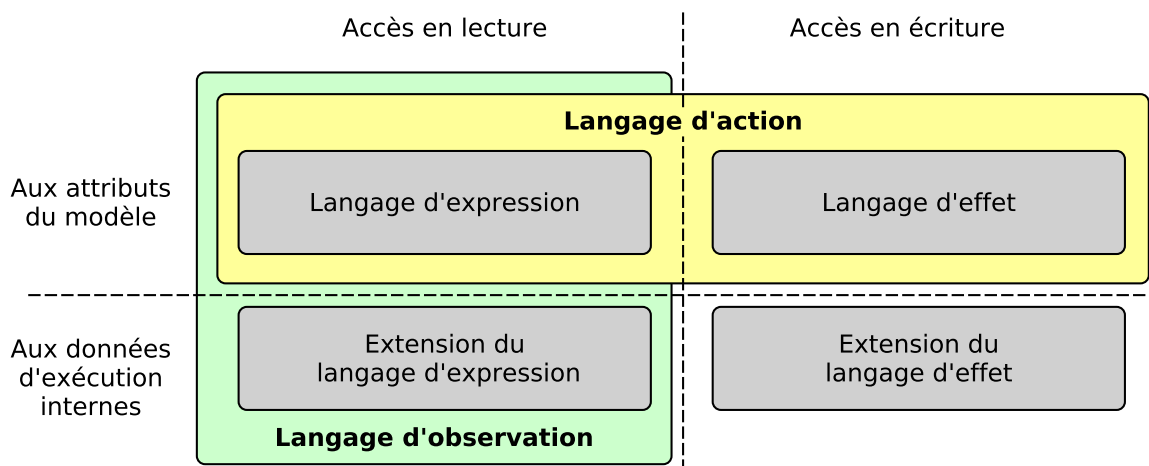 Accès en lecture
Accès en écriture
Langage d'action
Aux attributs
du modèle
Langage d'expression
Langage d'effet
Aux données
d'exécution
internes
Extension du
langage d'expression
Extension du
langage d'effet
Langage d'observation